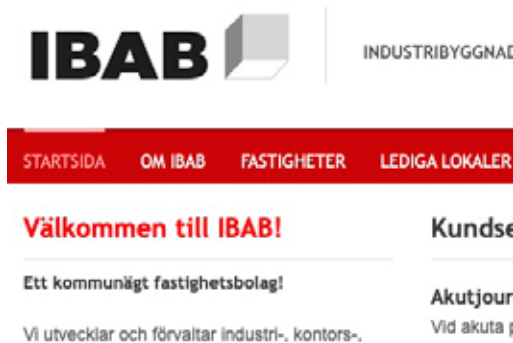 IBAB
INDUSTRIBYGGNAD
STARTSIDA OM IBAB FASTIGHETER LEDIGA LOKALER
Välkommen till IBAB!
Kundse
Ett kommunägt fastighetsbolag!
Akutjour
Vi utvecklar och förvaltar industri-, kontors-,
Vid akuta p